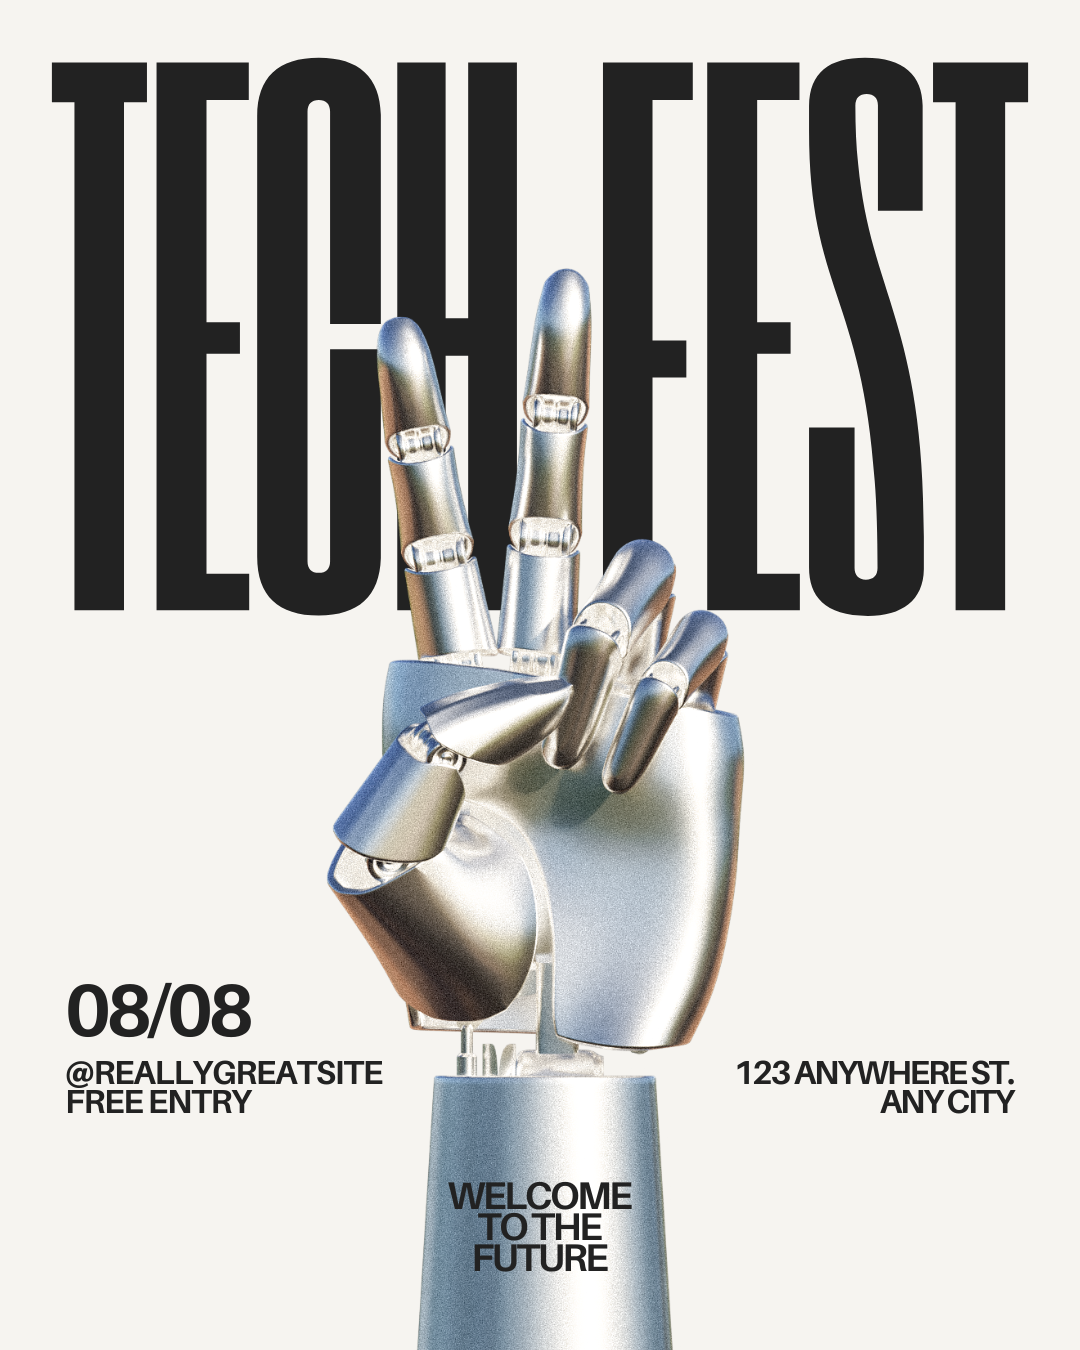 TECH FEST
08/08
@REALLYGREATSITE
FREE ENTRY
123 ANYWHERE ST.
ANY CITY
WELCOME
TO THE
FUTURE